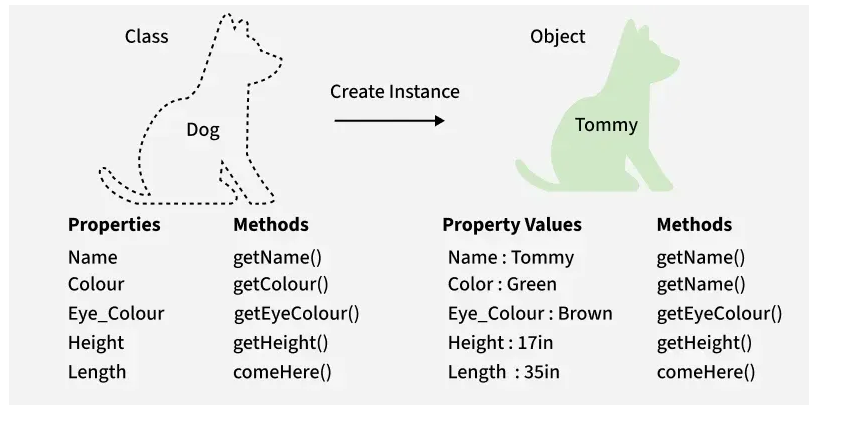 Class
Object
Create Instance
Dog
Tommy
Properties Methods Property Values Methods
Name getName() Name : Tommy getName()
Colour getColour() Color : Green getName()
Eye_Colour getEyeColour() Eye_Colour : Brown getEyeColour()
Height getHeight() Height : 17in getHeight()
Length comeHere() Length : 35in comeHere()